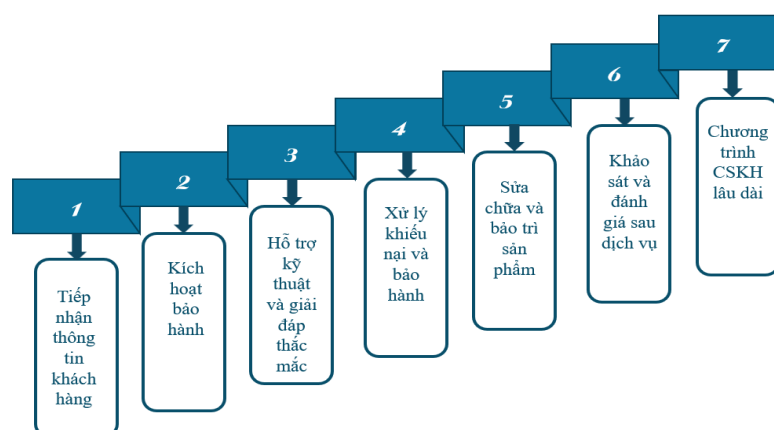 1
Tiếp
nhận
thông
tin
khách
hàng
2
Kích
hoạt
bảo
hành
3
Hỗ trợ
kỹ
thuật
và giải
đáp
thắc
mắc
4
Xử lý
khiếu
nại và
bảo
hành
5
Sửa
chữa và
bảo trì
sản
phẩm
6
Khảo
sát và
đánh
giá sau
dịch vụ
7
Chương
trình
CSKH
lâu dài